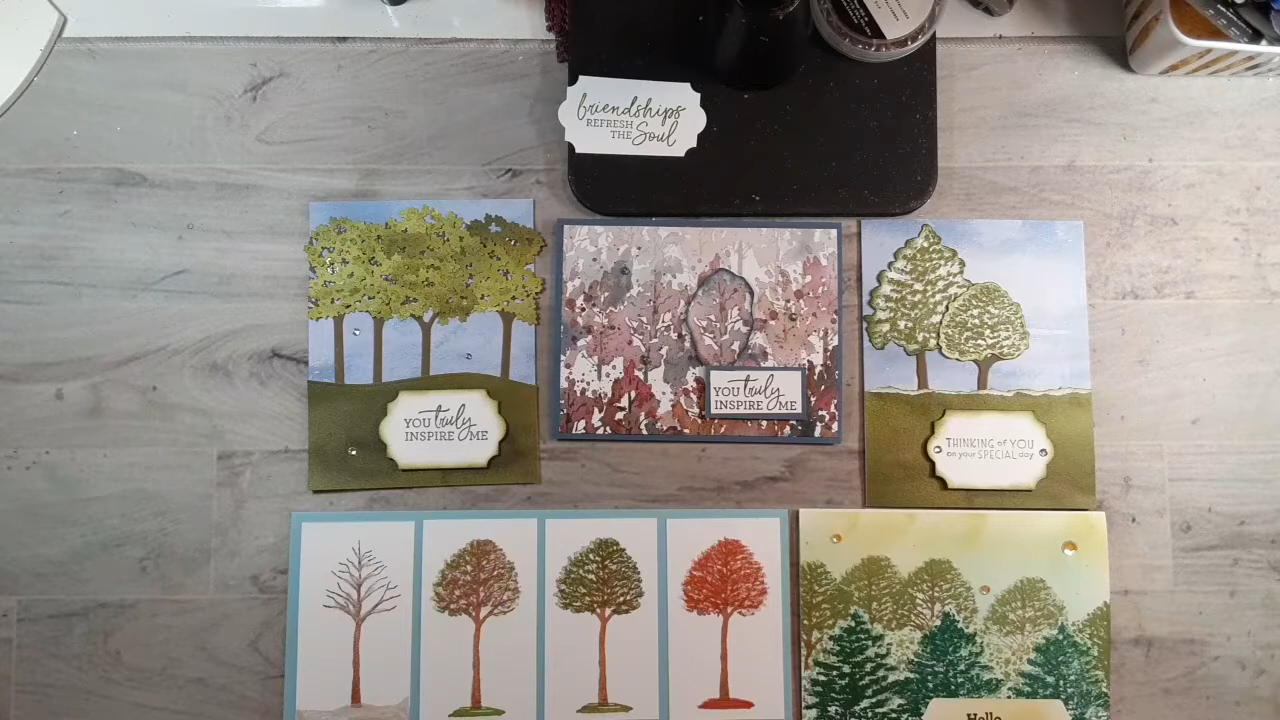 friendships
REFRESH
THE Soul
YOU truly
INSPIRE ME
YOU truly
INSPIRE ME
THINKING of YOU
on your SPECIAL day
Hello